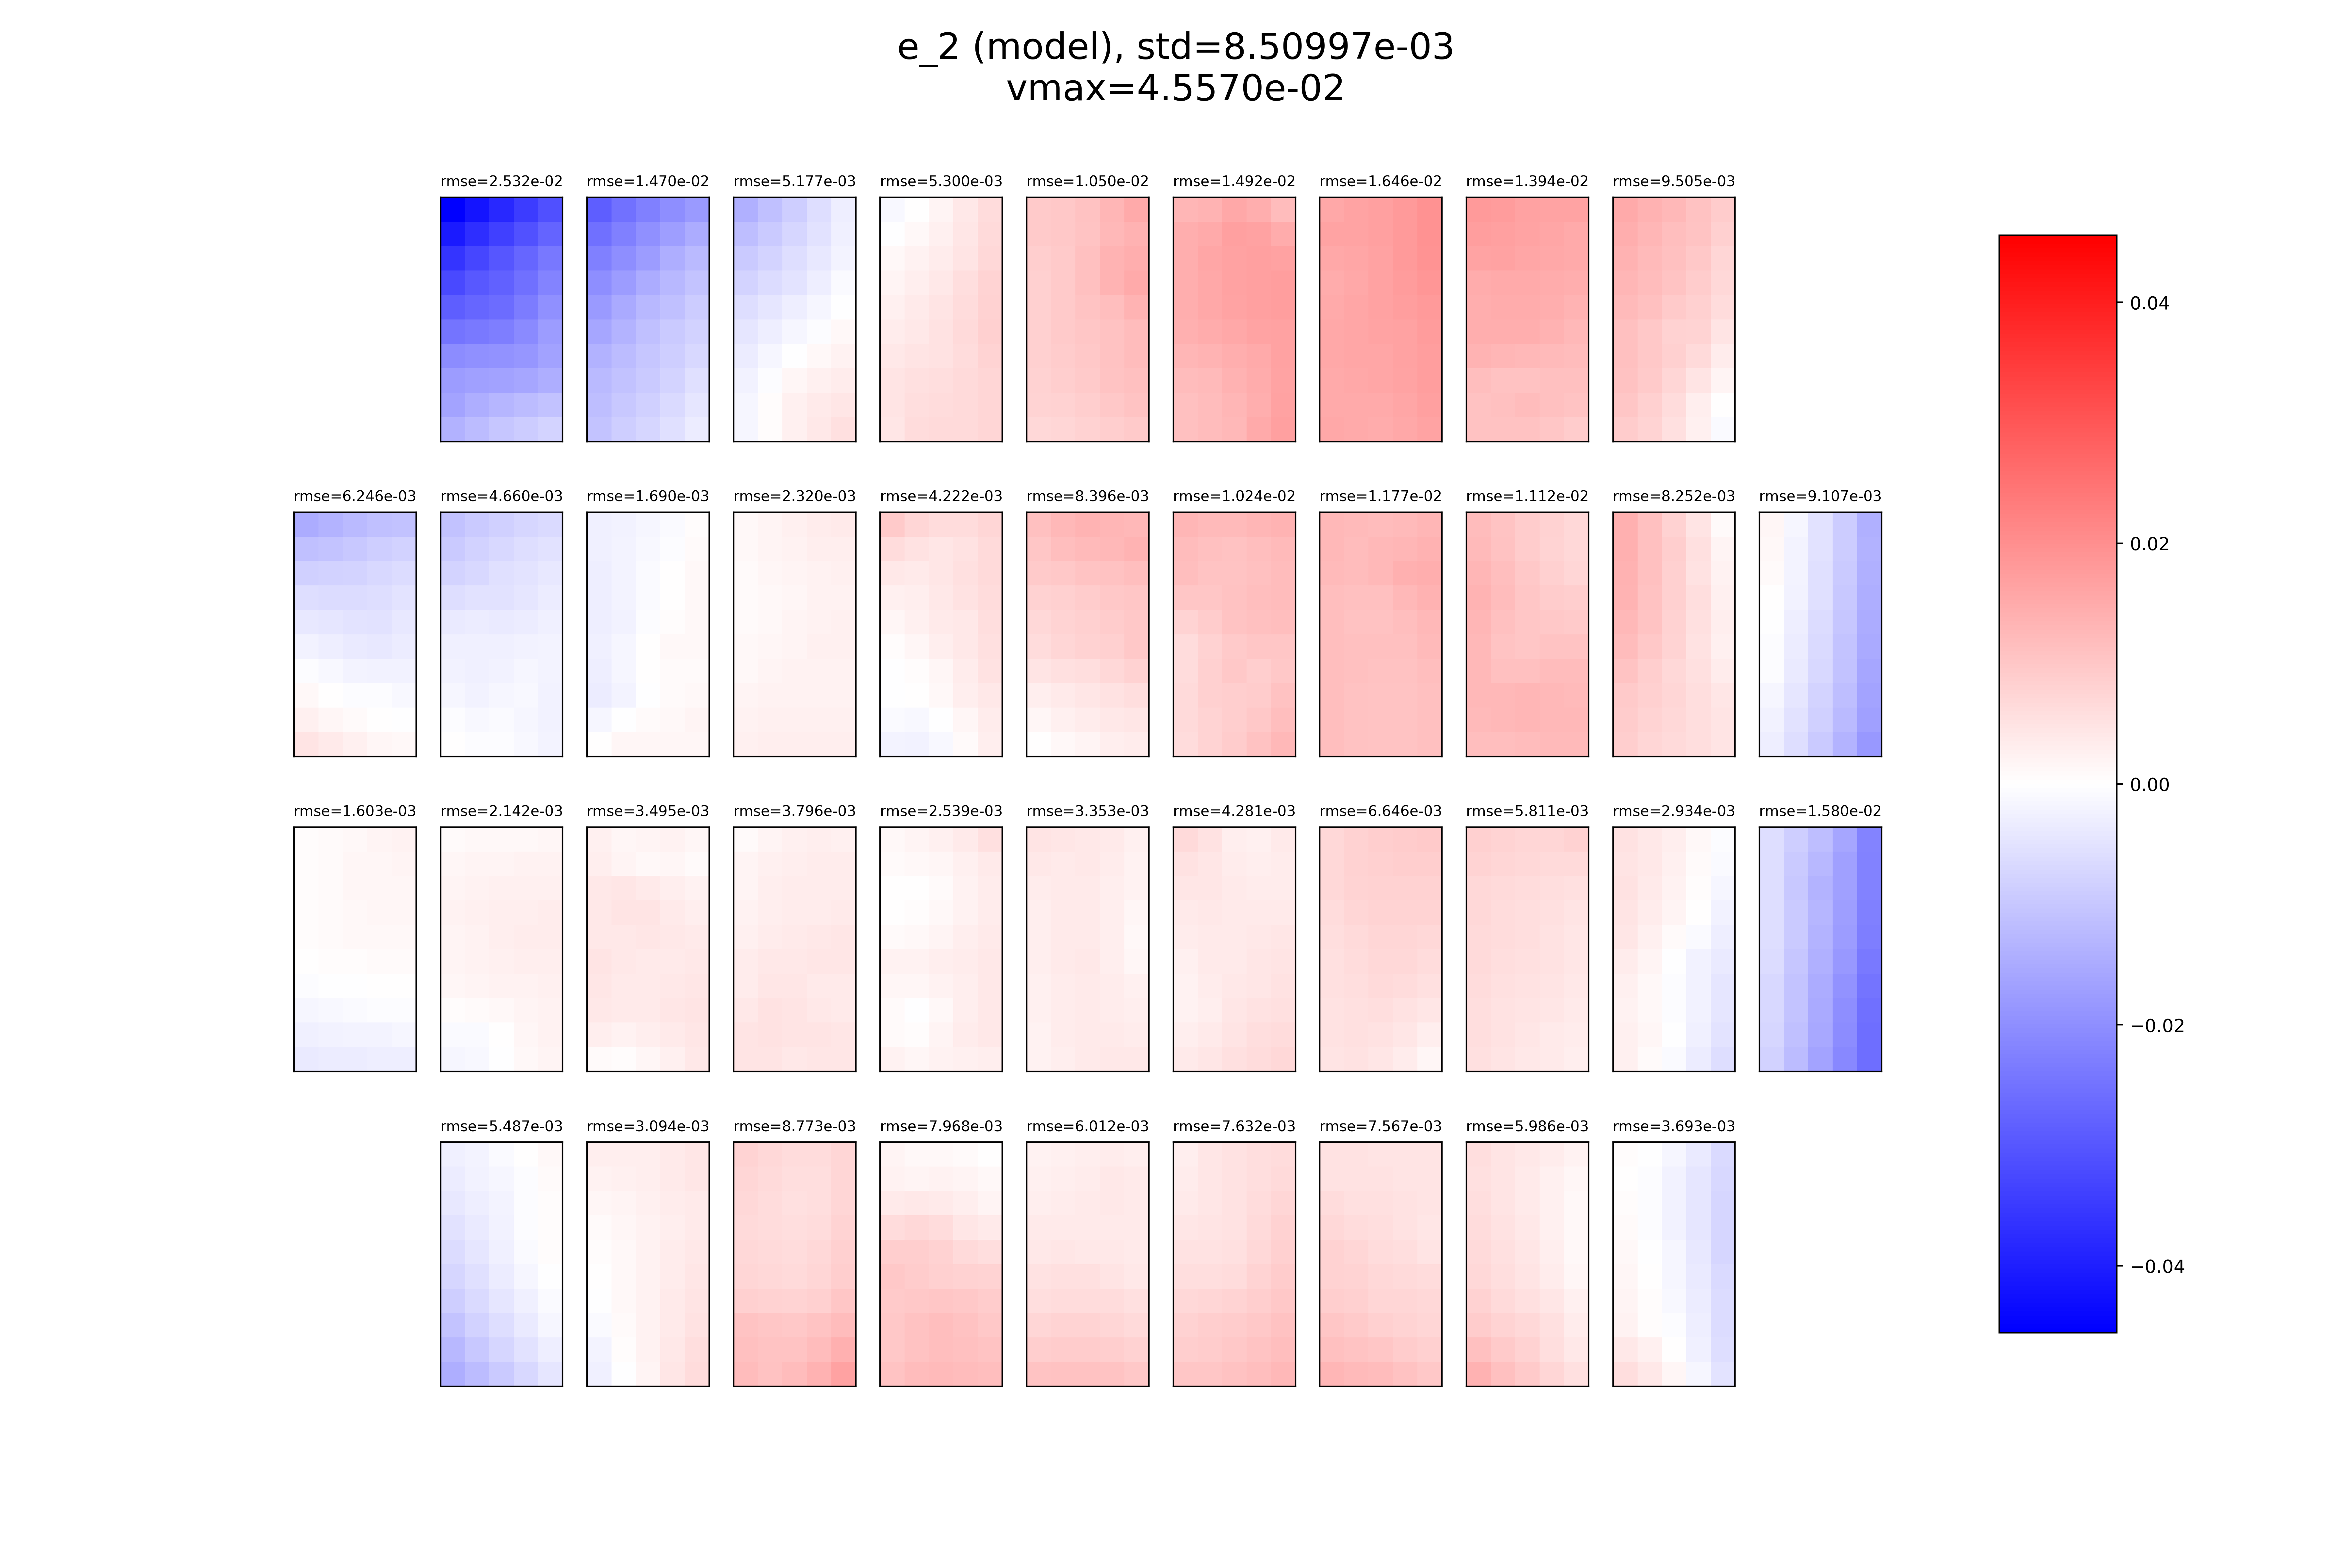 e_2 (model), std=8.50997e-03
vmax=4.5570e-02
rmse=2.532e-02 rmse=1.470e-02 rmse=5.177e-03 rmse=5.300e-03 rmse=1.050e-02 rmse=1.492e-02 rmse=1.646e-02 rmse=1.394e-02 rmse=9.505e-03
rmse=6.246e-03 rmse=4.660e-03 rmse=1.690e-03 rmse=2.320e-03 rmse=4.222e-03 rmse=8.396e-03 rmse=1.024e-02 rmse=1.177e-02 rmse=1.112e-02 rmse=8.252e-03 rmse=9.107e-03
rmse=1.603e-03 rmse=2.142e-03 rmse=3.495e-03 rmse=3.796e-03 rmse=2.539e-03 rmse=3.353e-03 rmse=4.281e-03 rmse=6.646e-03 rmse=5.811e-03 rmse=2.934e-03 rmse=1.580e-02
rmse=5.487e-03 rmse=3.094e-03 rmse=8.773e-03 rmse=7.968e-03 rmse=6.012e-03 rmse=7.632e-03 rmse=7.567e-03 rmse=5.986e-03 rmse=3.693e-03
0.04
0.02
0.00
−0.02
−0.04